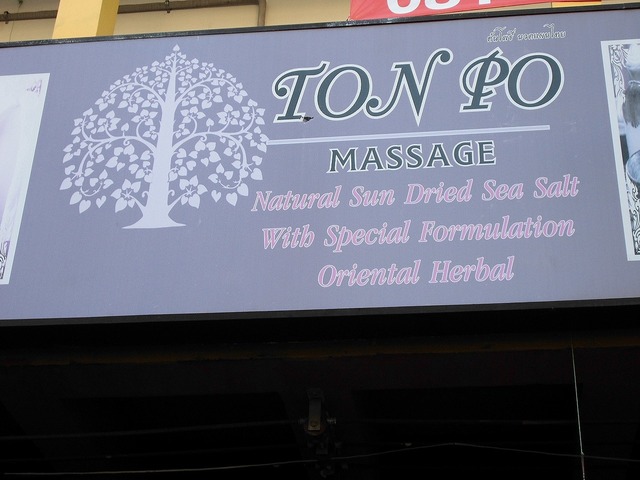 TON PO
MASSAGE
Natural Sun Dried Sea Salt
With Special Formulation
Oriental Herbal